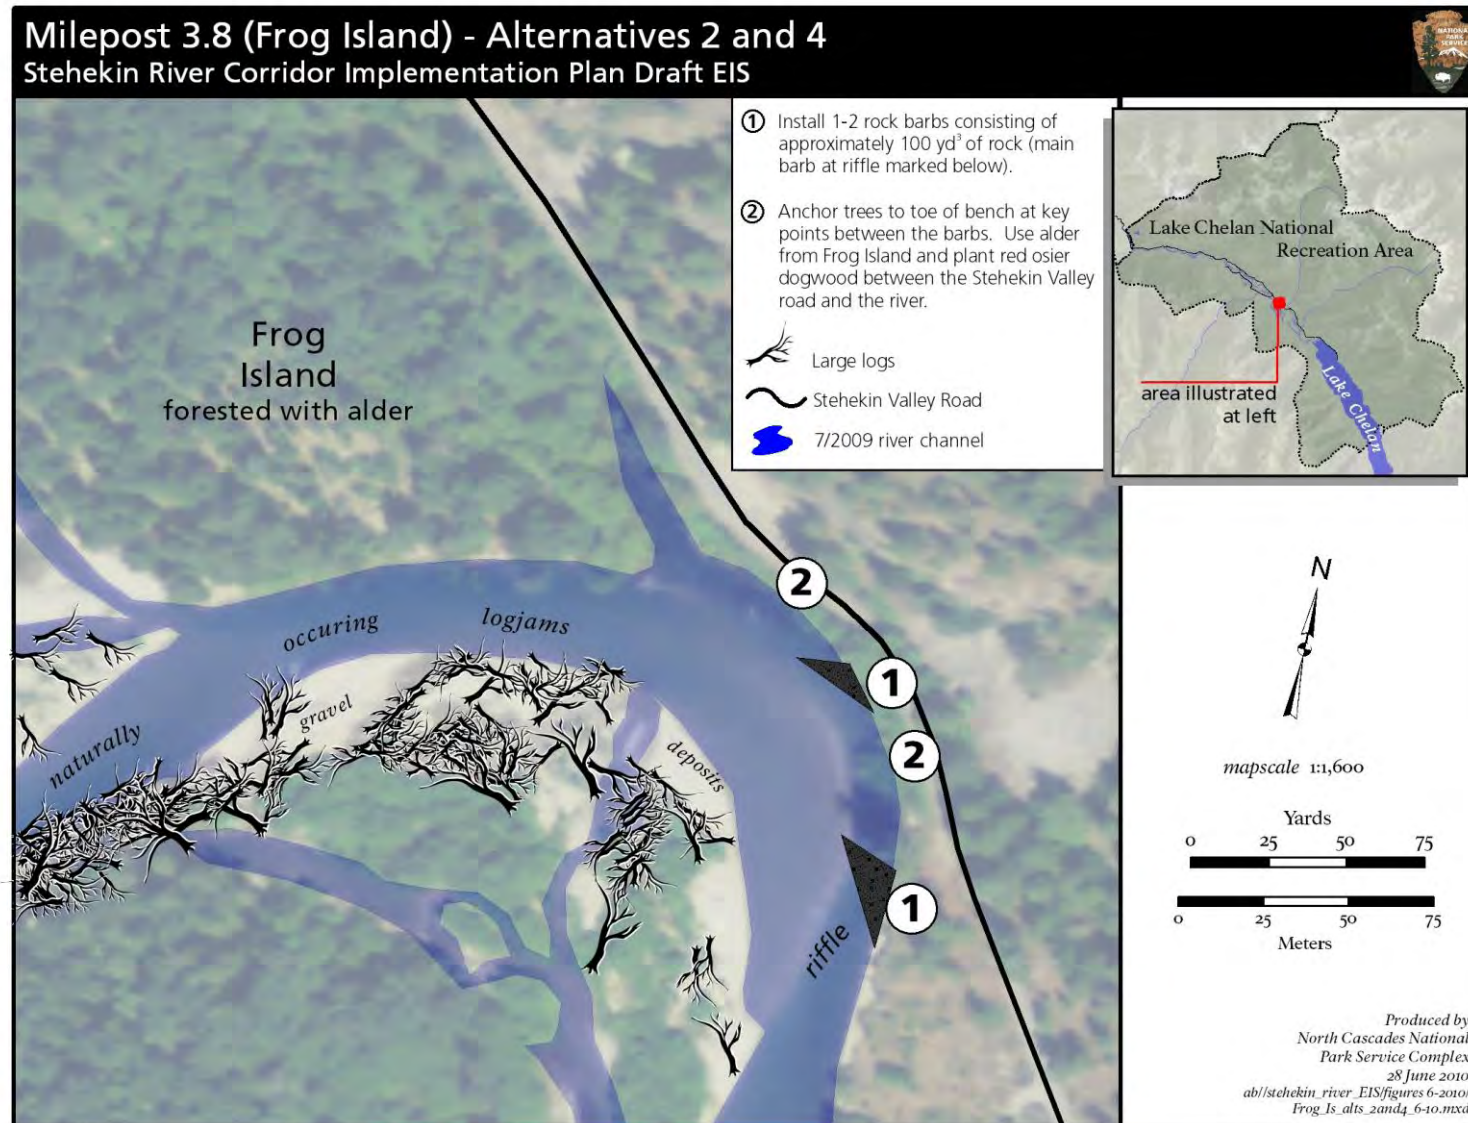 Milepost 3.8 (Frog Island) - Alternatives 2 and 4
Stehekin River Corridor Implementation Plan Draft EIS
NATIONAL
PARK
SERVICE
1 Install 1-2 rock barbs consisting of
approximately 100 yd³ of rock (main
barb at riffle marked below).
2 Anchor trees to toe of bench at key
points between the barbs. Use alder
from Frog Island and plant red osier
dogwood between the Stehekin Valley
road and the river.
Large logs
Stehekin Valley Road
7/2009 river channel
Lake Chelan National
Recreation Area
Lake Chelan
area illustrated
at left
Frog
Island
forested with alder
naturally occuring logjams
gravel deposits
riffle
2
1
2
1
N
mapscale 1:1,600
Yards
0 25 50 75
0 25 50 75
Meters
Produced by
North Cascades National
Park Service Complex
28 June 2010
ab//stehekin_river_EIS/figures 6-2010/
Frog_Is_alts_2and4_6-10.mxd